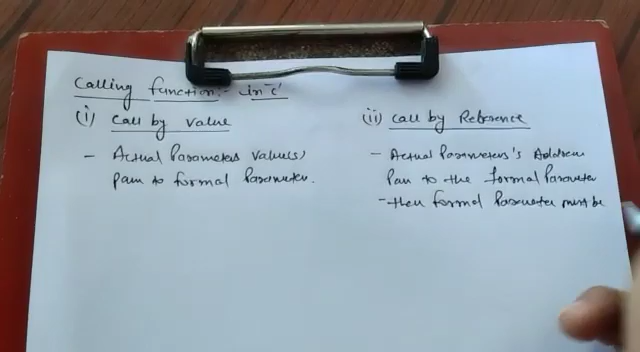 Calling function:- in 'c'
(i) Call by value
- Actual Parameters value(s)
pass to formal Parameter.
(ii) Call by Reference
- Actual Parameters's Address
Pass to the formal Parameter
- then formal Parameter must be